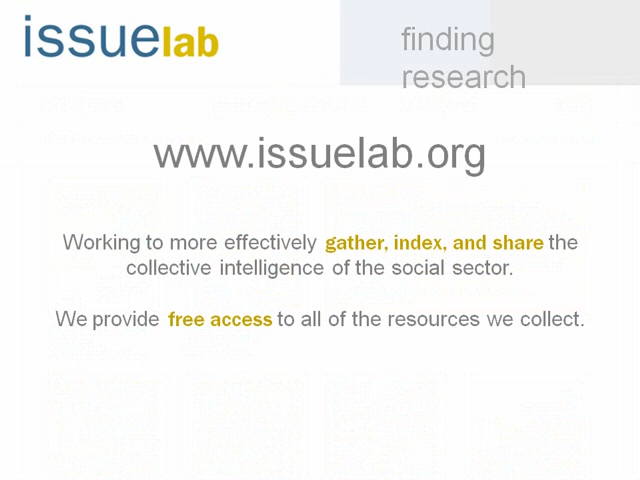 issuelab
finding
research
www.issuelab.org
Working to more effectively gather, index, and share the
collective intelligence of the social sector.
We provide free access to all of the resources we collect.